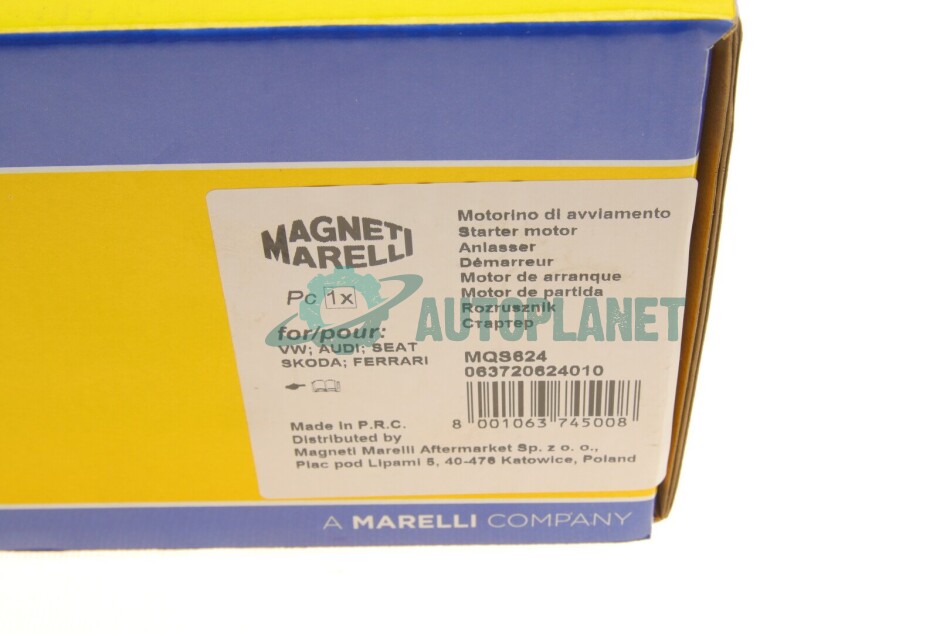 MAGNETI
MARELLI
Pc 1x
for/pour:
VW; AUDI; SEAT
SKODA; FERRARI
Motorino di avviamento
Starter motor
Anlasser
Démarreur
Motor de arranque
Motor de partida
Rozrusznik
Стартер
AUTOPLANET
MQS624
063720624010
8 001063 745008
Made in P.R.C.
Distributed by
Magneti Marelli Aftermarket Sp. z o. o.,
Plac pod Lipami 5, 40-476 Katowice, Poland
A MARELLI COMPANY